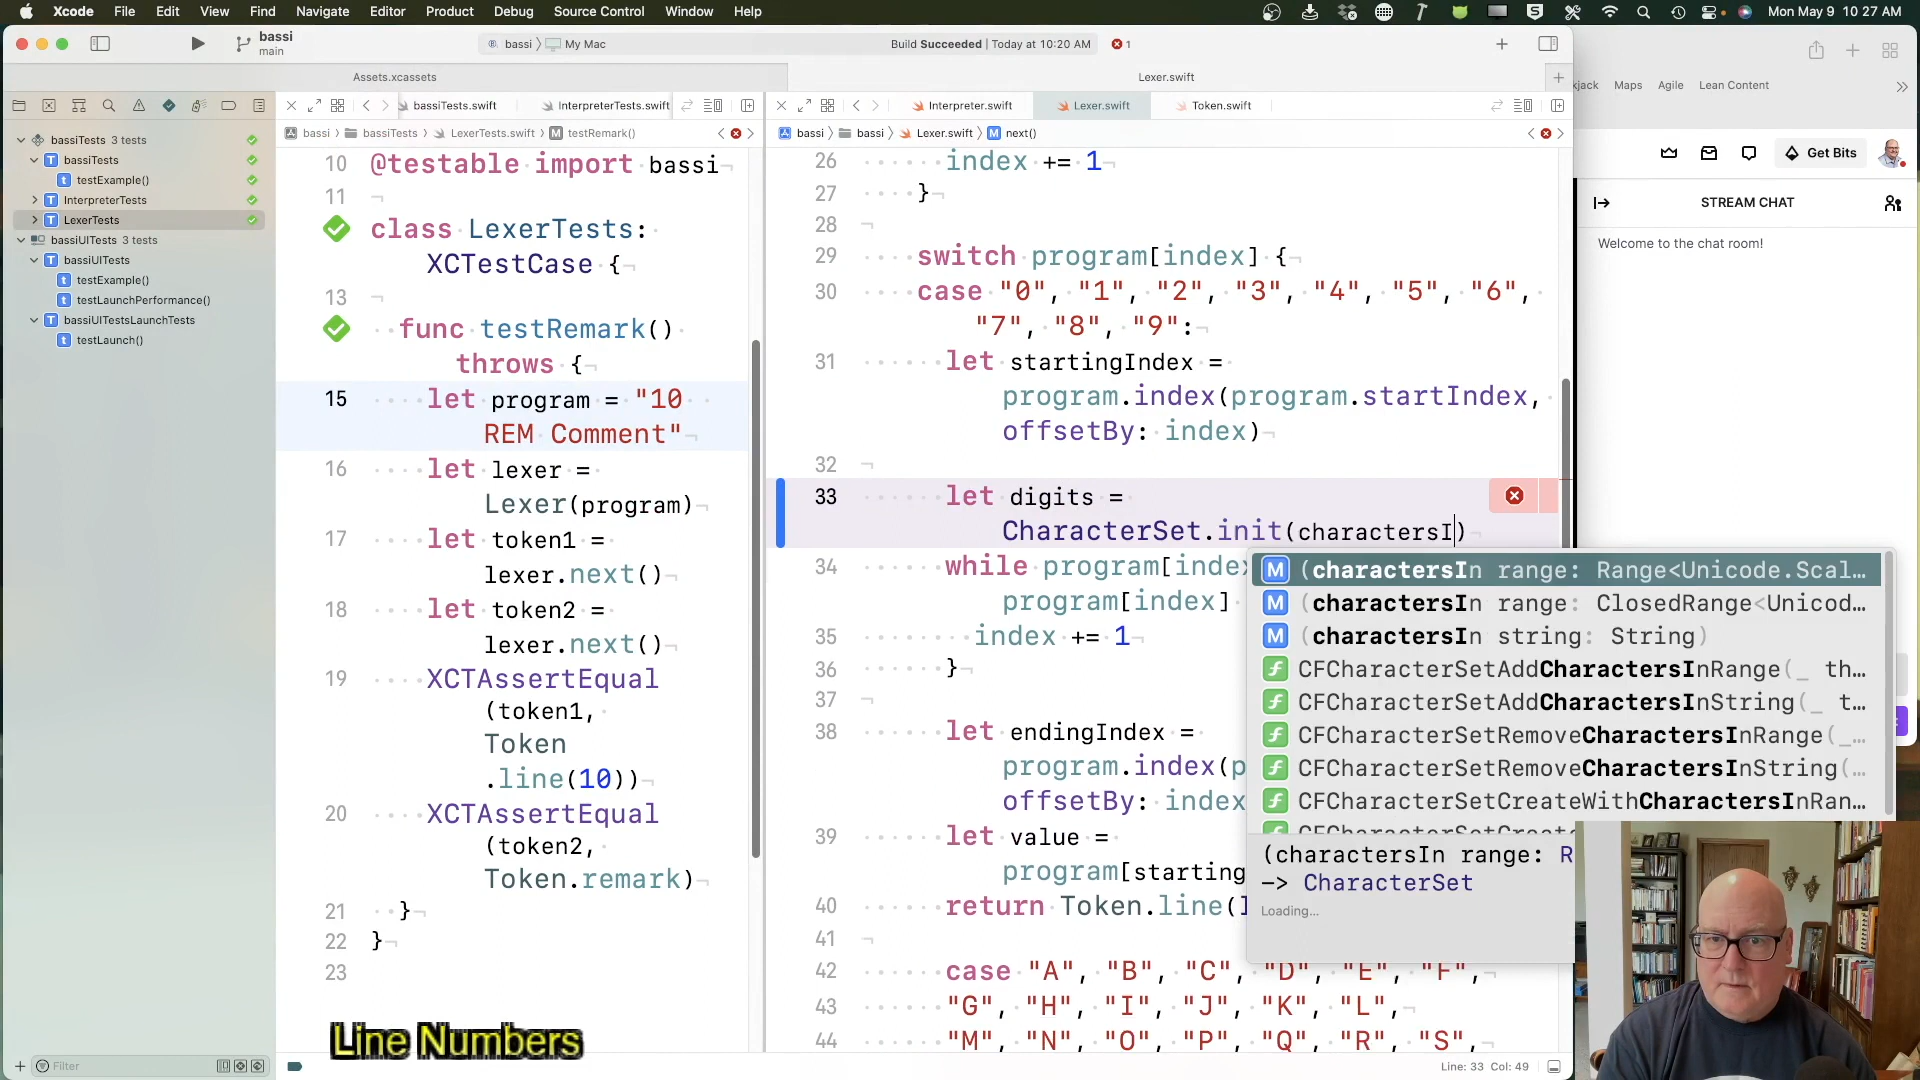 Xcode File Edit View Find Navigate Editor Product Debug Source Control Window Help
Mon May 9 10:27 AM
bassi
main
bassi 〉 My Mac
Build Succeeded | Today at 10:20 AM
1
Assets.xcassets
Lexer.swift
bassiTests.swift
InterpreterTests.swift
Interpreter.swift
Lexer.swift
Token.swift
bassi 〉 bassiTests 〉 LexerTests.swift 〉 M testRemark()
bassi 〉 bassi 〉 Lexer.swift 〉 M next()
bassiTests 3 tests
T bassiTests
t testExample()
T InterpreterTests
T LexerTests
bassiUITests 3 tests
T bassiUITests
t testExample()
t testLaunchPerformance()
T bassiUITestsLaunchTests
t testLaunch()
Filter
10 @testable import bassi
11
class LexerTests:
XCTestCase {
13
func testRemark()
throws {
15 let program = "10
REM Comment"
16 let lexer =
Lexer(program)
17 let token1 =
lexer.next()
18 let token2 =
lexer.next()
19 XCTAssertEqual
(token1,
Token
.line(10))
20 XCTAssertEqual
(token2,
Token.remark)
21 }
22 }
23
Line Numbers
26 index += 1
27 }
28
29 switch program[index] {
30 case "0", "1", "2", "3", "4", "5", "6",
"7", "8", "9":
31 let startingIndex =
program.index(program.startIndex,
offsetBy: index)
32
33 let digits =
CharacterSet.init(charactersI)
34 while program[index
program[index]
35 index += 1
36 }
37
38 let endingIndex =
program.index(p
offsetBy: index
39 let value =
program[starting
40 return Token.line(
41
42 case "A", "B", "C", "D", "E", "F",
43 "G", "H", "I", "J", "K", "L",
44 "M", "N", "O", "P", "Q", "R", "S",
M (charactersIn range: Range<Unicode.Scal…
M (charactersIn range: ClosedRange<Unicod…
M (charactersIn string: String)
f CFCharacterSetAddCharactersInRange(_ th…
f CFCharacterSetAddCharactersInString(_ t…
f CFCharacterSetRemoveCharactersInRange(_…
f CFCharacterSetRemoveCharactersInString(…
f CFCharacterSetCreateWithCharactersInRan…
(charactersIn range: R
-> CharacterSet
Loading…
Line: 33 Col: 49
Maps Agile Lean Content
Get Bits
STREAM CHAT
Welcome to the chat room!